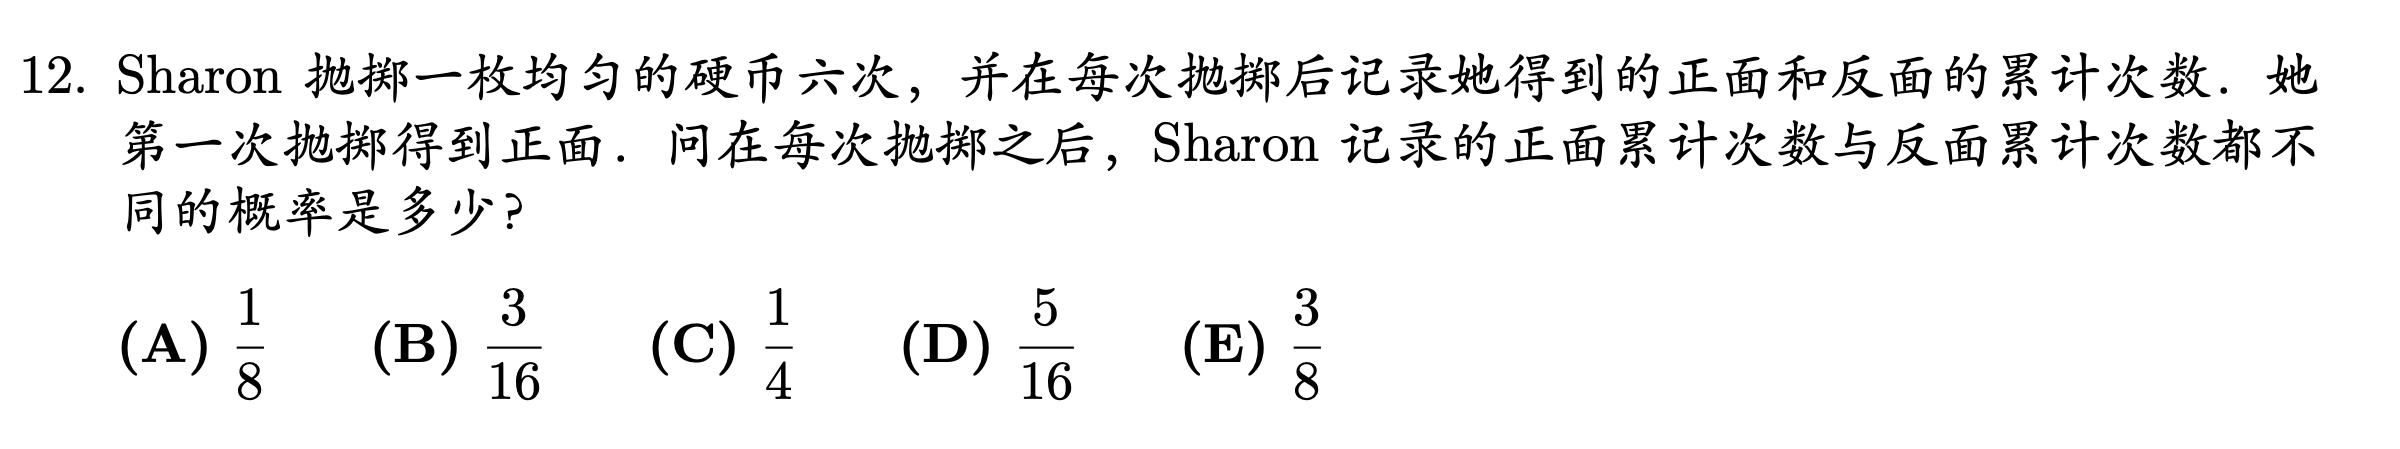 12. Sharon 抛掷一枚均匀的硬币六次，并在每次抛掷后记录她得到的正面和反面的累计次数．她
第一次抛掷得到正面．问在每次抛掷之后，Sharon 记录的正面累计次数与反面累计次数都不
同的概率是多少？
(A) 1/8 (B) 3/16 (C) 1/4 (D) 5/16 (E) 3/8